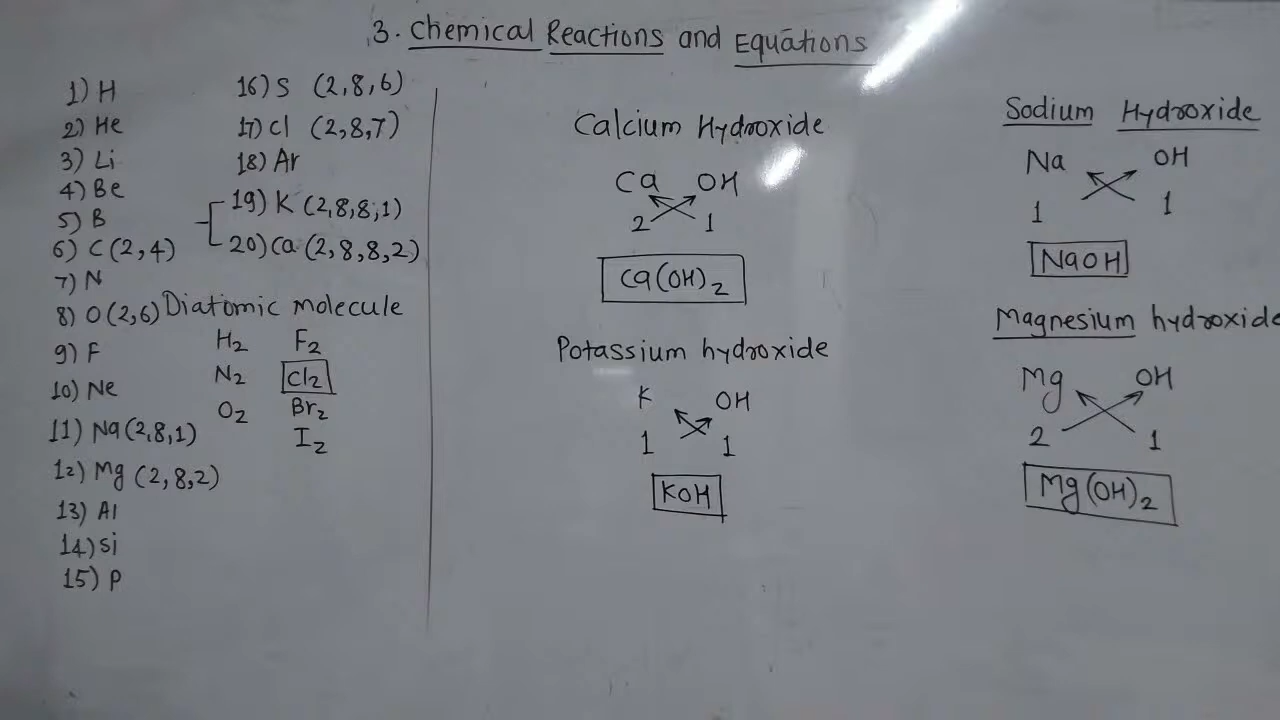 3. Chemical Reactions and Equations
1) H
2) He
3) Li
4) Be
5) B
6) C (2,4)
7) N
8) O (2,6)
9) F
10) Ne
11) Na (2,8,1)
12) Mg (2,8,2)
13) Al
14) Si
15) P
16) S (2,8,6)
17) Cl (2,8,7)
18) Ar
19) K (2,8,8,1)
20) Ca (2,8,8,2)
Diatomic molecule
H₂ F₂
N₂ Cl₂
O₂ Br₂
I₂
Calcium Hydroxide
Ca OH
2 1
Ca(OH)₂
Potassium hydroxide
K OH
1 1
KOH
Sodium Hydroxide
Na OH
1 1
NaOH
Magnesium hydroxide
Mg OH
2 1
Mg(OH)₂